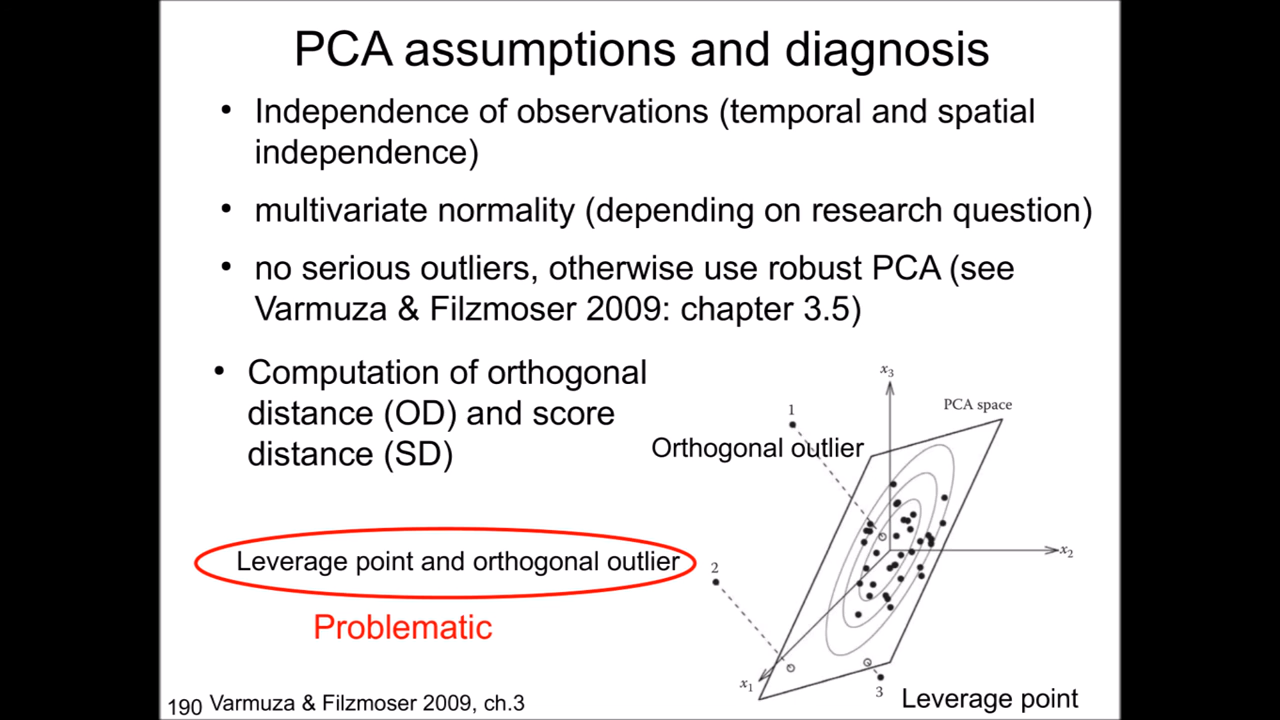 PCA assumptions and diagnosis
• Independence of observations (temporal and spatial
independence)
• multivariate normality (depending on research question)
• no serious outliers, otherwise use robust PCA (see
Varmuza & Filzmoser 2009: chapter 3.5)
• Computation of orthogonal
distance (OD) and score
distance (SD)
x3
PCA space
1
Orthogonal outlier
x2
Leverage point and orthogonal outlier
2
Problematic
x1
3
Leverage point
190 Varmuza & Filzmoser 2009, ch.3